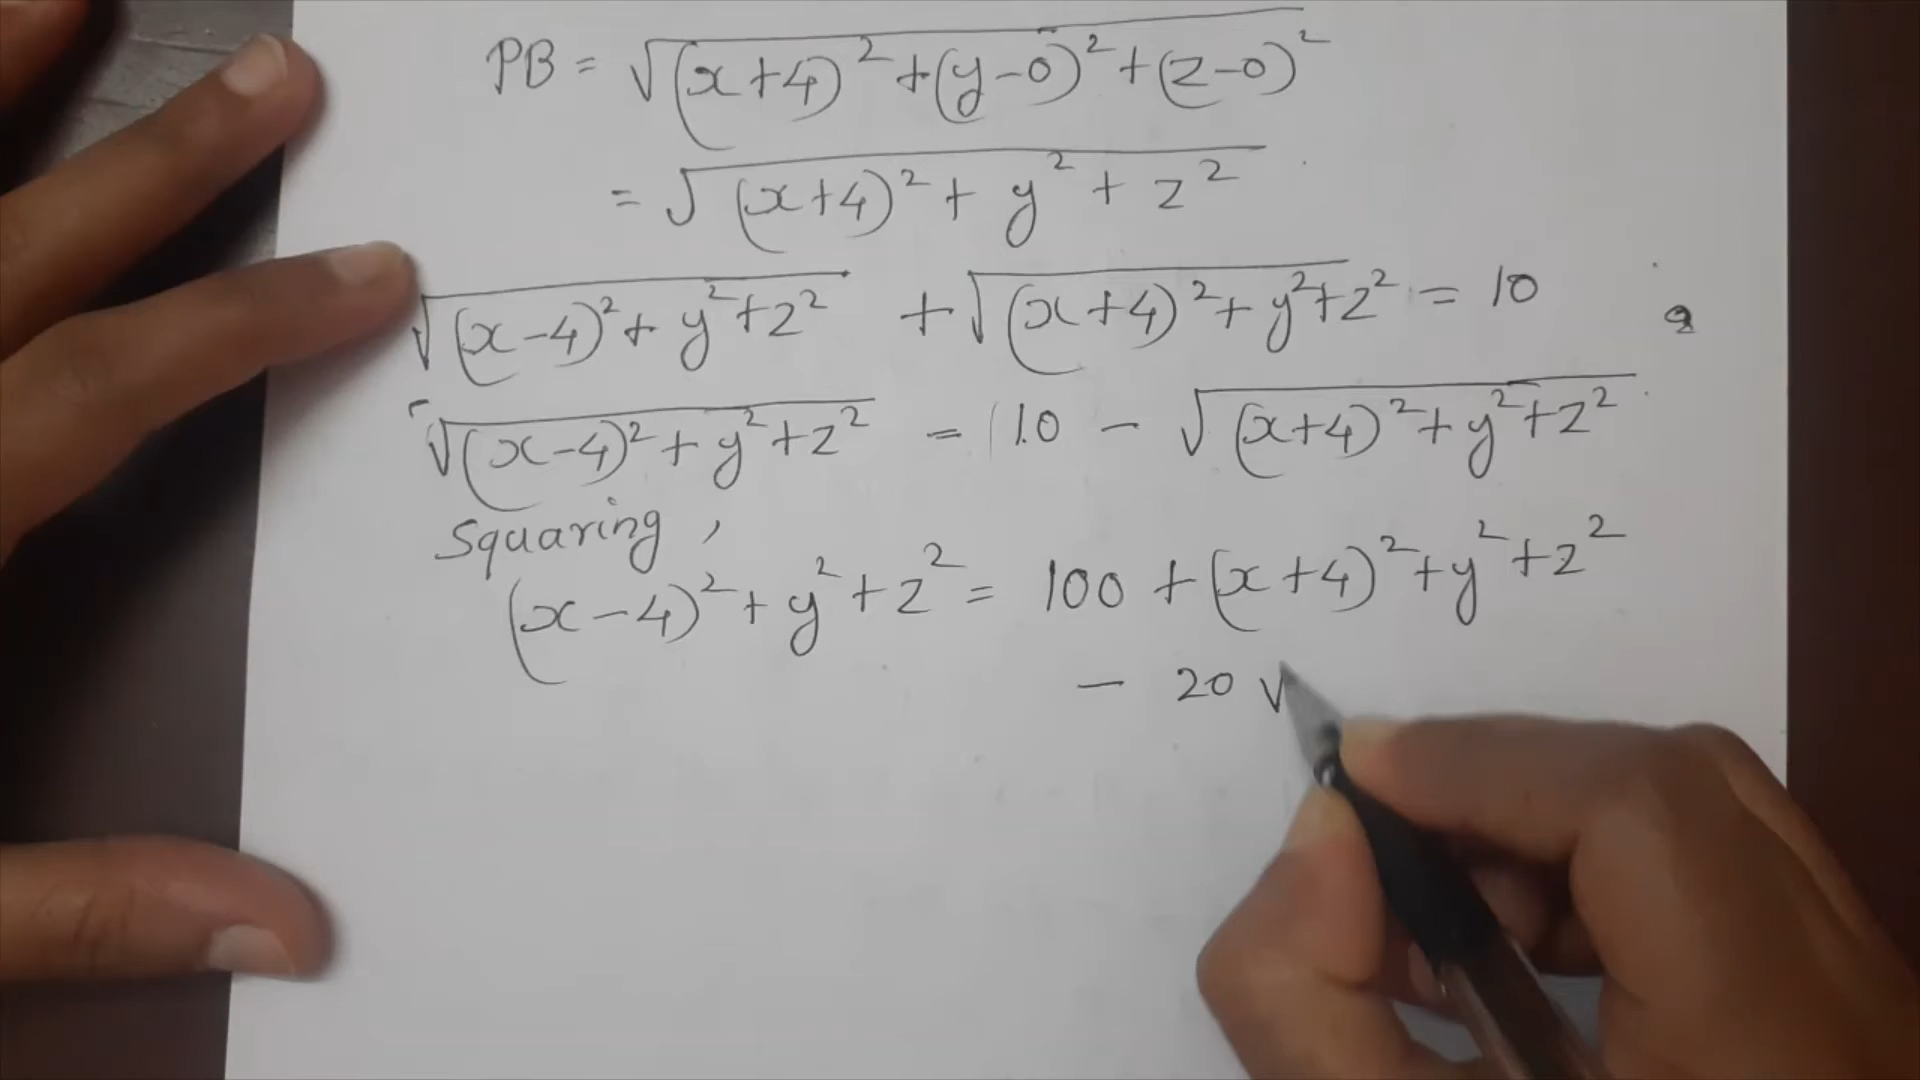 PB = √(x+4)² + (y-0)² + (z-0)²
= √(x+4)² + y² + z²
√(x-4)² + y² + z² + √(x+4)² + y² + z² = 10
√(x-4)² + y² + z² = 10 - √(x+4)² + y² + z²
Squaring,
(x-4)² + y² + z² = 100 + (x+4)² + y² + z²
- 20 √